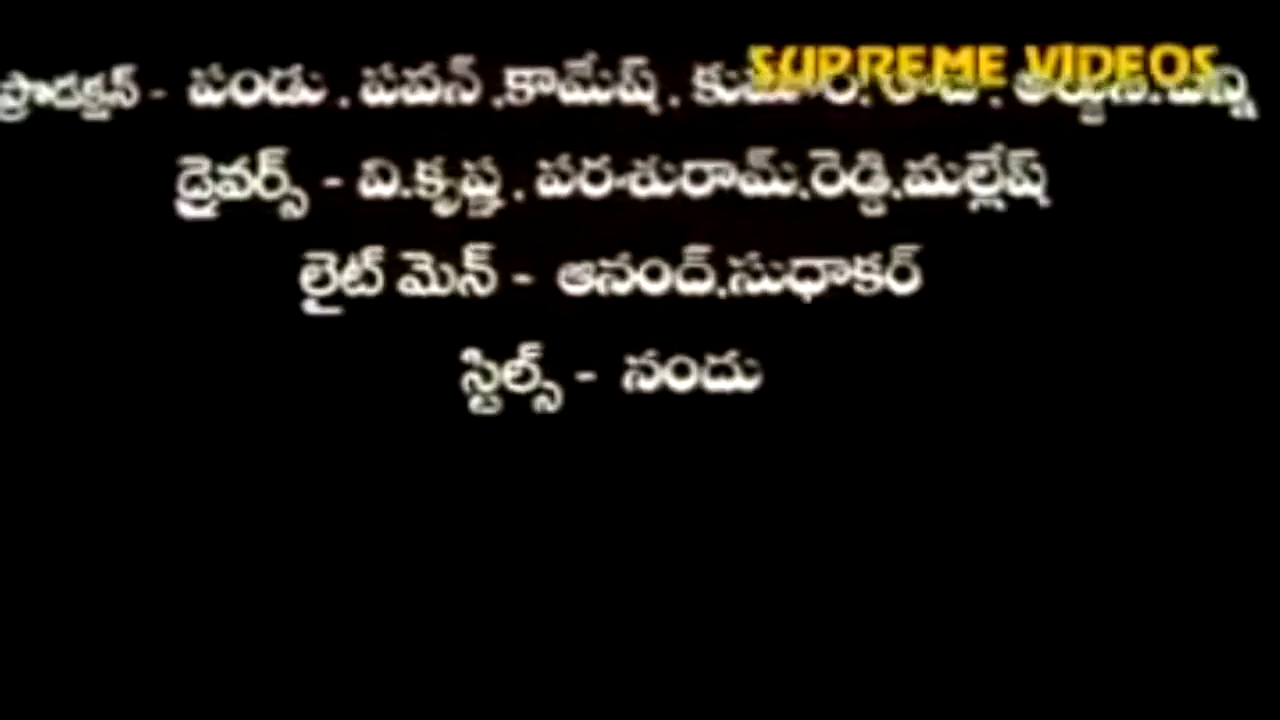 SUPREME VIDEOS
ప్రొడక్షన్ - పండు . పవన్ .కామేష్ .
డ్రైవర్స్ - వి.కృష్ణ . పరశురామ్.రెడ్డి.మల్లేష్
లైట్ మెన్ - ఆనంద్.సుధాకర్
స్టిల్స్ - నందు